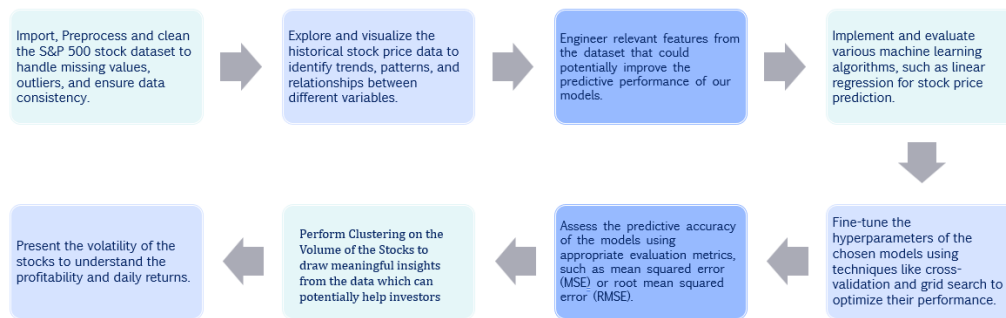 Import, Preprocess and clean
the S&P 500 stock dataset to
handle missing values,
outliers, and ensure data
consistency.
Explore and visualize the
historical stock price data to
identify trends, patterns, and
relationships between
different variables.
Engineer relevant features from
the dataset that could
potentially improve the
predictive performance of our
models.
Implement and evaluate
various machine learning
algorithms, such as linear
regression for stock price
prediction.
Fine-tune the
hyperparameters of the
chosen models using
techniques like cross-
validation and grid search to
optimize their performance.
Assess the predictive accuracy
of the models using
appropriate evaluation metrics,
such as mean squared error
(MSE) or root mean squared
error (RMSE).
Perform Clustering on the
Volume of the Stocks to
draw meaningful insights
from the data which can
potentially help investors
Present the volatility of the
stocks to understand the
profitability and daily returns.